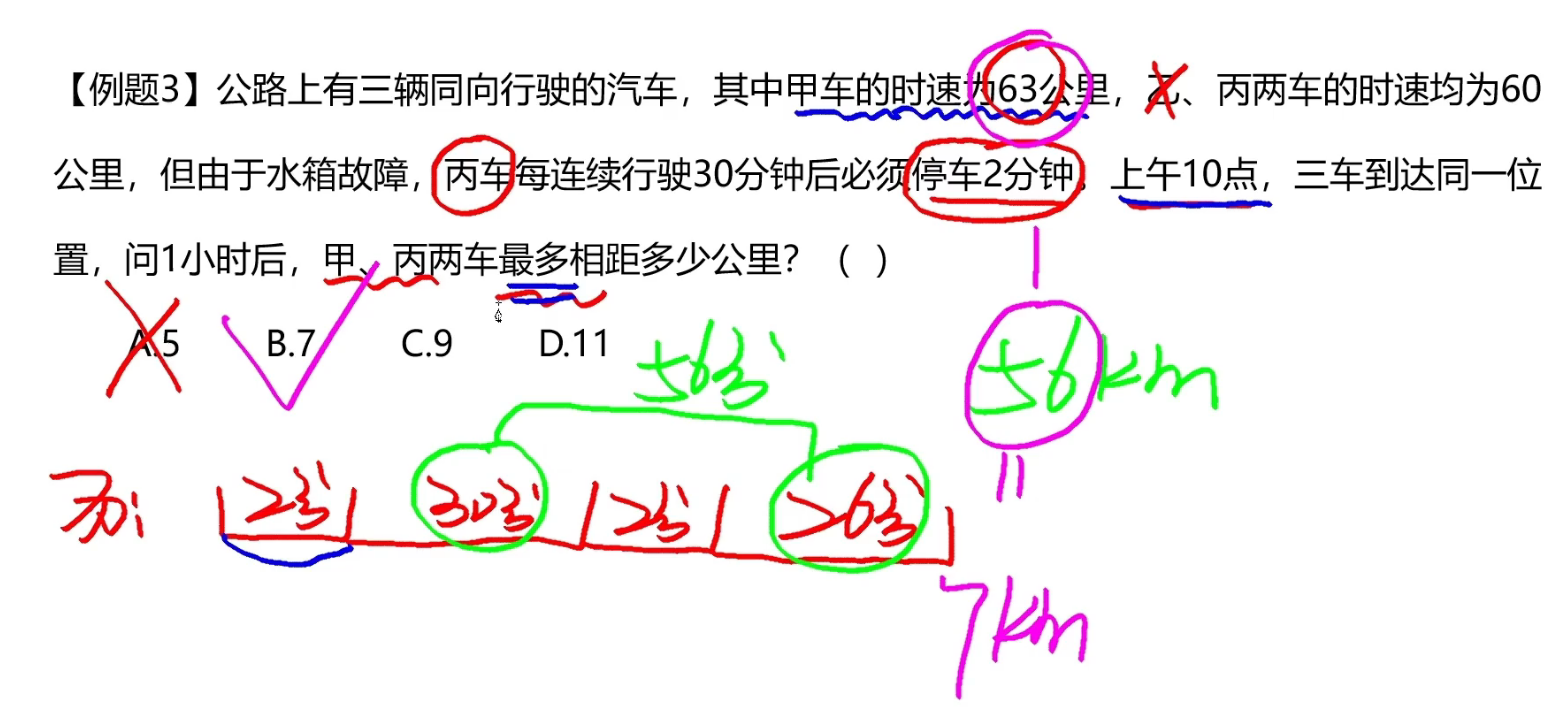 【例题3】公路上有三辆同向行驶的汽车，其中甲车的时速为63公里，乙、丙两车的时速均为60
公里，但由于水箱故障，丙车每连续行驶30分钟后必须停车2分钟。上午10点，三车到达同一位
置，问1小时后，甲、丙两车最多相距多少公里？（ ）
A.5 B.7 C.9 D.11
56分
56km
丙: 2分 30分 2分 26分
7km